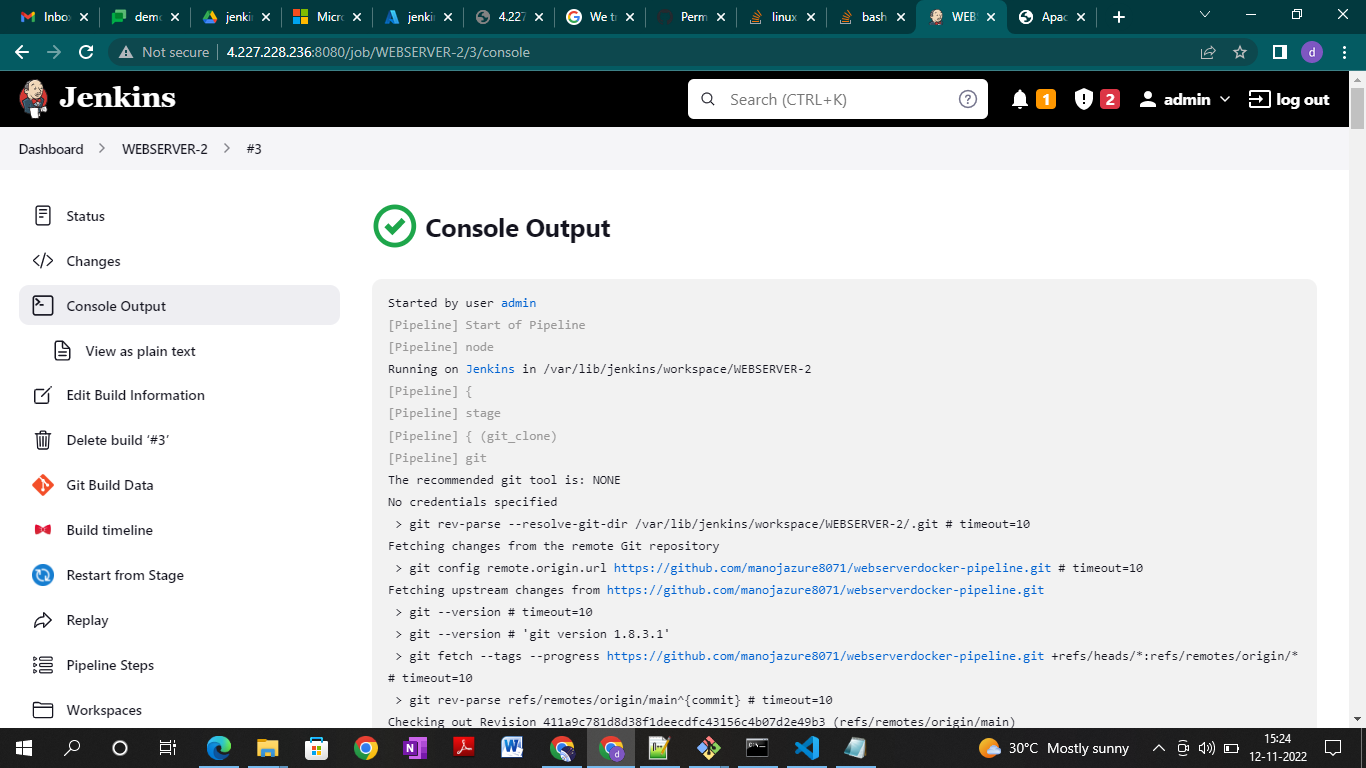 Inbo
demo
jenki
Micro
jenkin
4.227
We tr
Perm
linux
bash
WEB
Apac
Not secure
4.227.228.236:8080/job/WEBSERVER-2/3/console
d
Jenkins
Search (CTRL+K)
?
1
2
admin
log out
Dashboard
WEBSERVER-2
#3
Status
Changes
Console Output
View as plain text
Edit Build Information
Delete build ‘#3’
Git Build Data
Build timeline
Restart from Stage
Replay
Pipeline Steps
Workspaces
Console Output
Started by user admin
[Pipeline] Start of Pipeline
[Pipeline] node
Running on Jenkins in /var/lib/jenkins/workspace/WEBSERVER-2
[Pipeline] {
[Pipeline] stage
[Pipeline] { (git_clone)
[Pipeline] git
The recommended git tool is: NONE
No credentials specified
> git rev-parse --resolve-git-dir /var/lib/jenkins/workspace/WEBSERVER-2/.git # timeout=10
Fetching changes from the remote Git repository
> git config remote.origin.url https://github.com/manojazure8071/webserverdocker-pipeline.git # timeout=10
Fetching upstream changes from https://github.com/manojazure8071/webserverdocker-pipeline.git
> git --version # timeout=10
> git --version # 'git version 1.8.3.1'
> git fetch --tags --progress https://github.com/manojazure8071/webserverdocker-pipeline.git +refs/heads/*:refs/remotes/origin/*
# timeout=10
> git rev-parse refs/remotes/origin/main^{commit} # timeout=10
Checking out Revision 411a9c781d8d38f1deecdfc43156c4b07d2e49b3 (refs/remotes/origin/main)
30°C Mostly sunny
15:24
12-11-2022